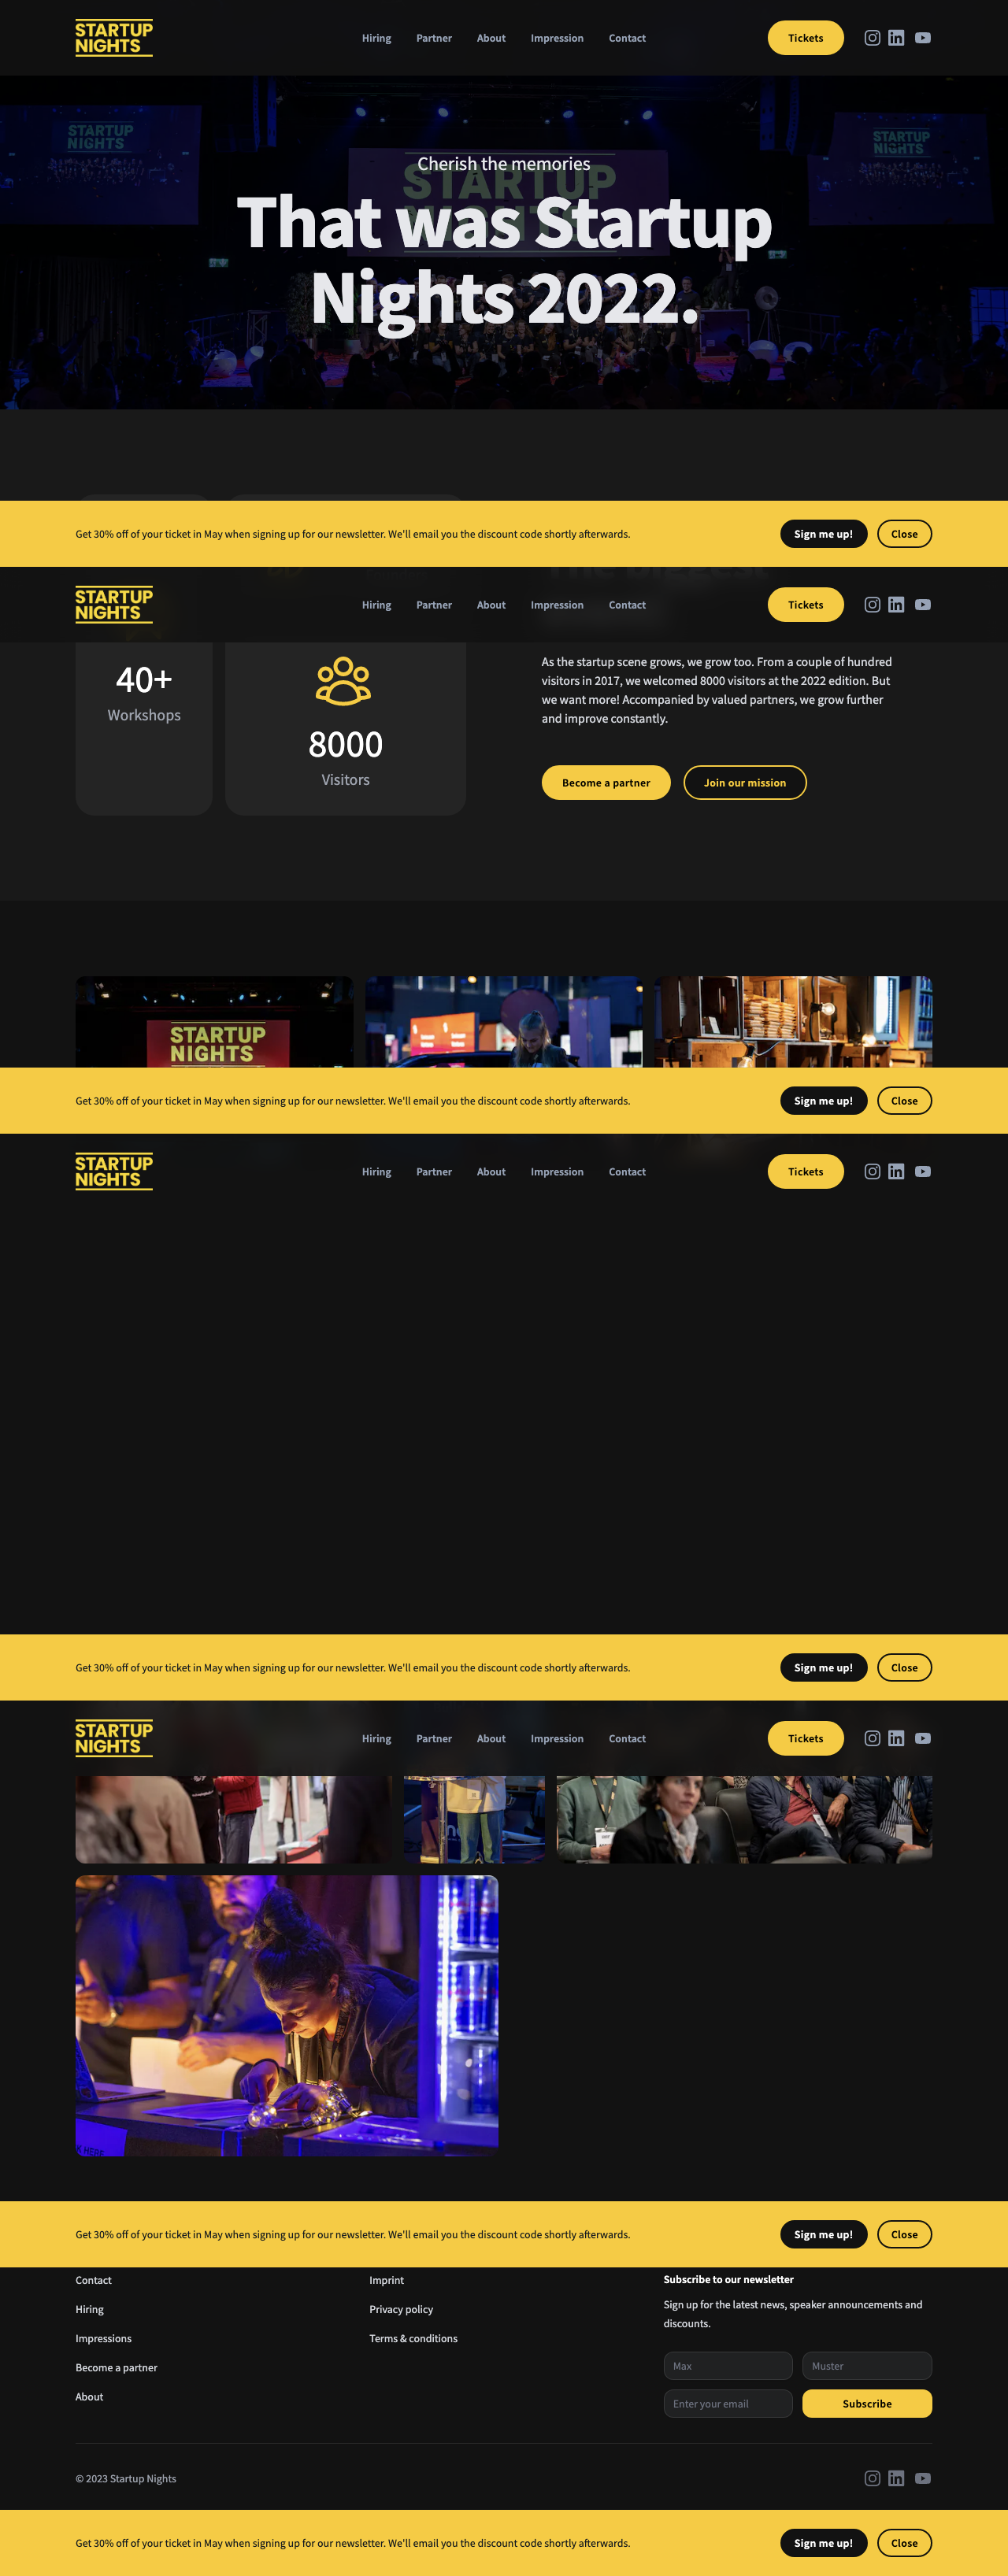 STARTUP
NIGHTS
Hiring Partner About Impression Contact
Tickets
STARTUP
NIGHTS
STARTUP
NIGHTS
Cherish the memories
STARTUP
That was Startup
Nights 2022.
Get 30% off of your ticket in May when signing up for our newsletter. We'll email you the discount code shortly afterwards.
Sign me up! Close
The biggest
STARTUP
NIGHTS
Hiring Partner About Impression Contact
Tickets
40+
Workshops
8000
Visitors
As the startup scene grows, we grow too. From a couple of hundred
visitors in 2017, we welcomed 8000 visitors at the 2022 edition. But
we want more! Accompanied by valued partners, we grow further
and improve constantly.
Become a partner Join our mission
STARTUP
NIGHTS
Get 30% off of your ticket in May when signing up for our newsletter. We'll email you the discount code shortly afterwards.
Sign me up! Close
STARTUP
NIGHTS
Hiring Partner About Impression Contact
Tickets
Get 30% off of your ticket in May when signing up for our newsletter. We'll email you the discount code shortly afterwards.
Sign me up! Close
STARTUP
NIGHTS
Hiring Partner About Impression Contact
Tickets
HERE
Get 30% off of your ticket in May when signing up for our newsletter. We'll email you the discount code shortly afterwards.
Sign me up! Close
Contact
Hiring
Impressions
Become a partner
About
Imprint
Privacy policy
Terms & conditions
Subscribe to our newsletter
Sign up for the latest news, speaker announcements and
discounts.
Max Muster
Enter your email Subscribe
© 2023 Startup Nights
Get 30% off of your ticket in May when signing up for our newsletter. We'll email you the discount code shortly afterwards.
Sign me up! Close